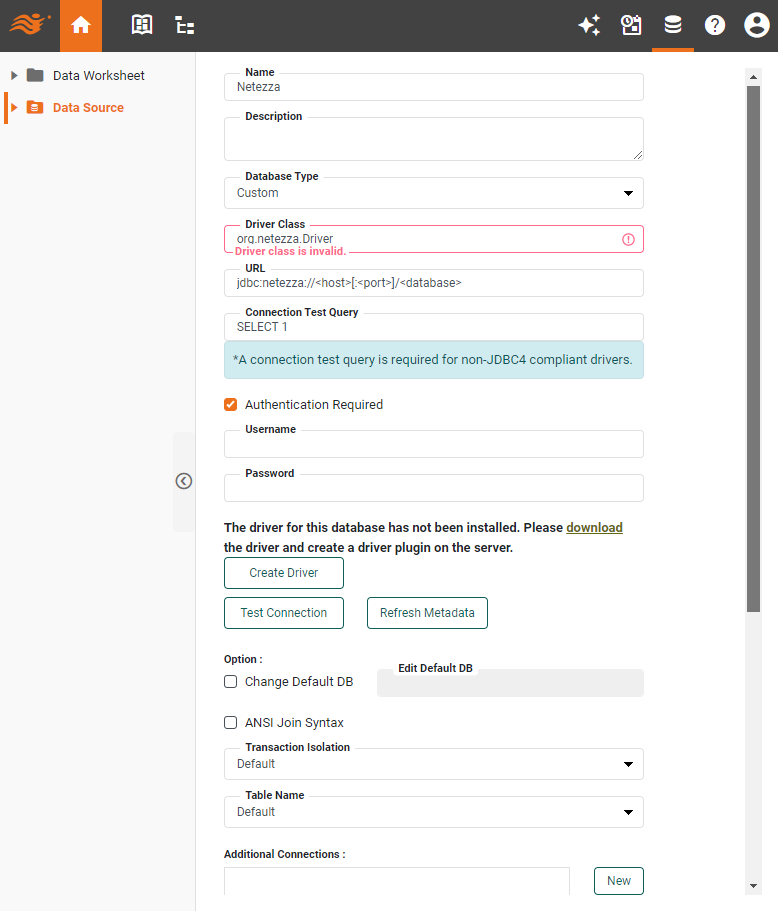 Data Worksheet
Data Source
Name
Netezza
Description
Database Type
Custom
Driver Class
org.netezza.Driver
Driver class is invalid.
URL
jdbc:netezza://<host>[:<port>]/<database>
Connection Test Query
SELECT 1
*A connection test query is required for non-JDBC4 compliant drivers.
Authentication Required
Username
Password
The driver for this database has not been installed. Please download
the driver and create a driver plugin on the server.
Create Driver
Test Connection
Refresh Metadata
Option :
Change Default DB
Edit Default DB
ANSI Join Syntax
Transaction Isolation
Default
Table Name
Default
Additional Connections :
New